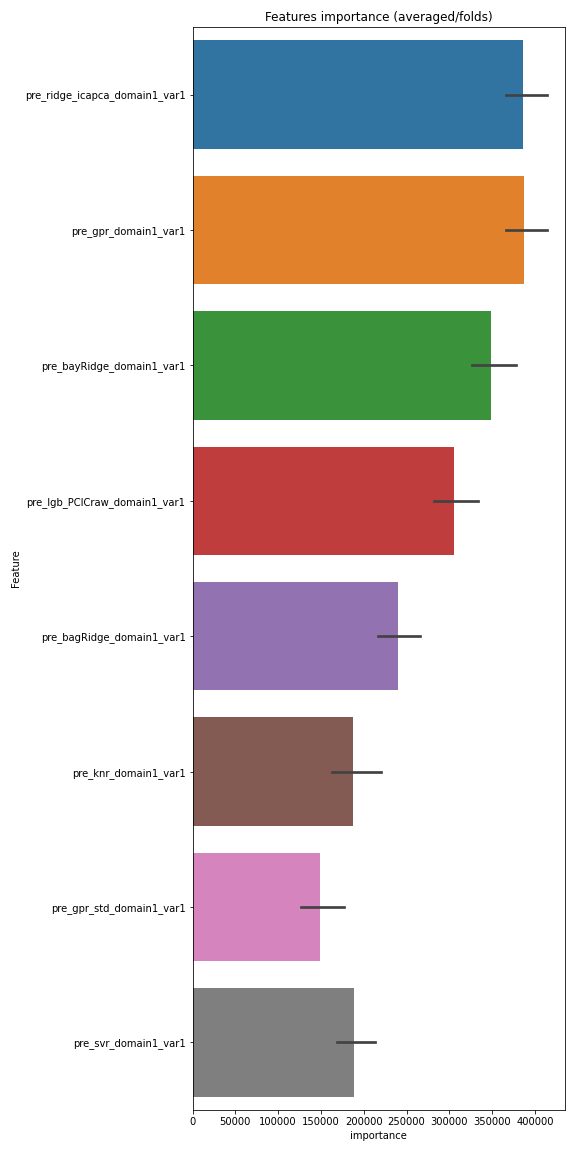 Features importance (averaged/folds)
pre_ridge_icapca_domain1_var1
pre_gpr_domain1_var1
pre_bayRidge_domain1_var1
pre_lgb_PCICraw_domain1_var1
pre_bagRidge_domain1_var1
pre_knr_domain1_var1
pre_gpr_std_domain1_var1
pre_svr_domain1_var1
Feature
0 50000 100000 150000 200000 250000 300000 350000 400000
importance